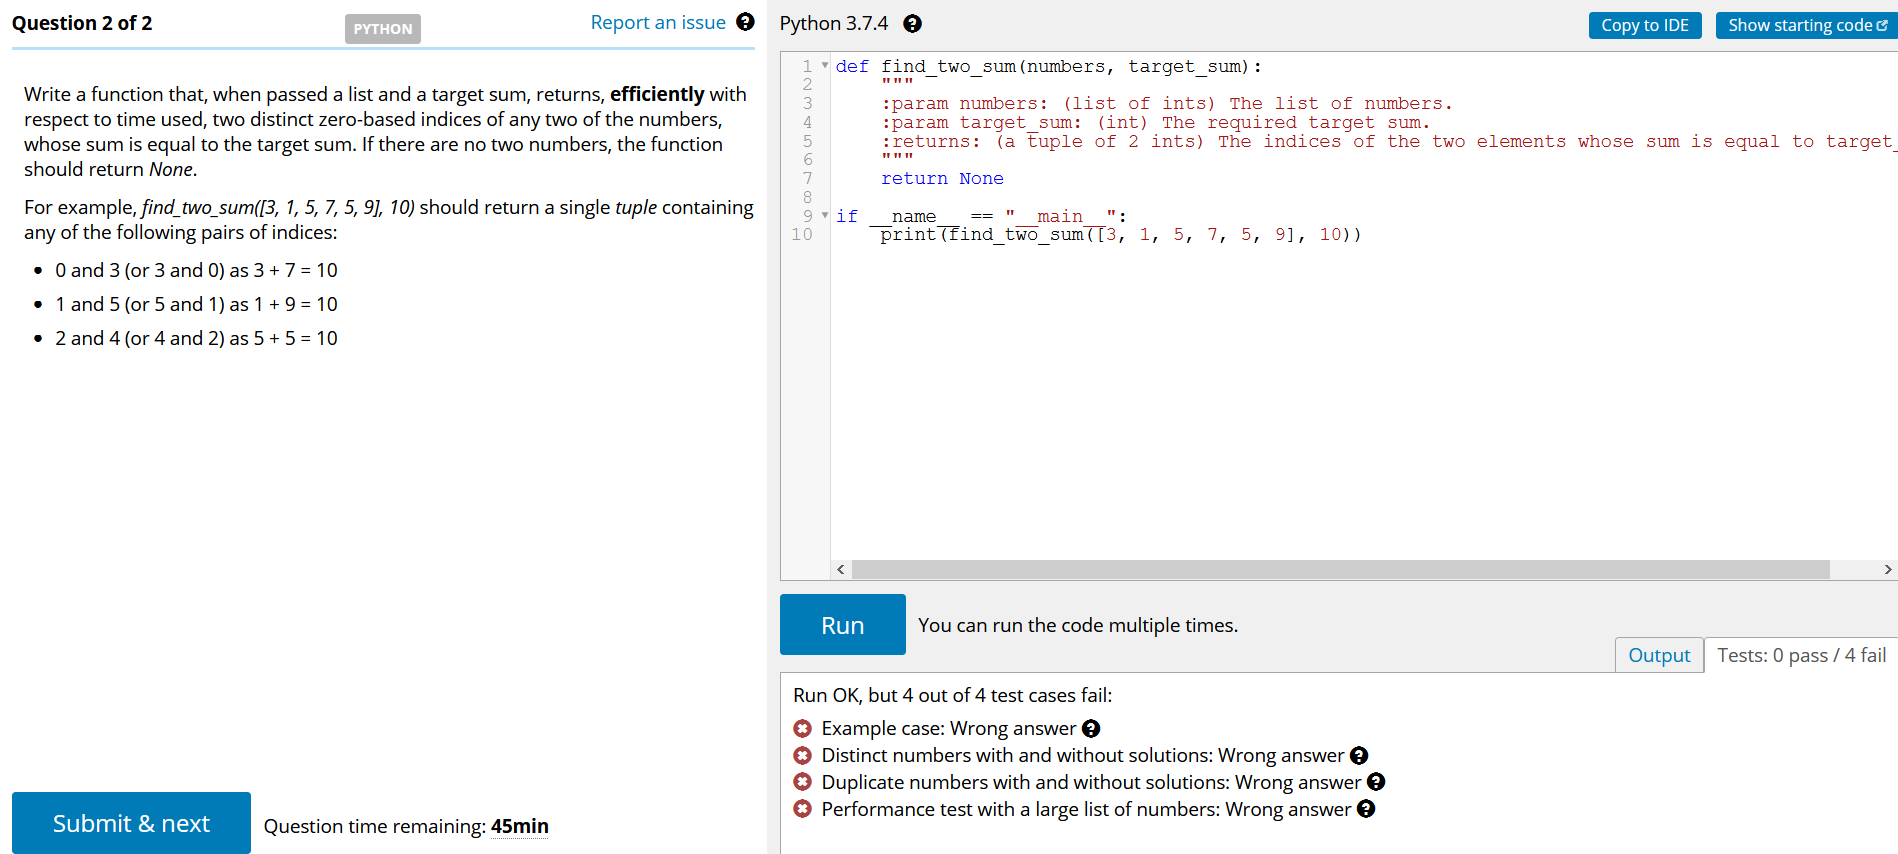 Question 2 of 2
PYTHON
Report an issue ?
Write a function that, when passed a list and a target sum, returns, efficiently with
respect to time used, two distinct zero-based indices of any two of the numbers,
whose sum is equal to the target sum. If there are no two numbers, the function
should return None.
For example, find_two_sum([3, 1, 5, 7, 5, 9], 10) should return a single tuple containing
any of the following pairs of indices:
• 0 and 3 (or 3 and 0) as 3 + 7 = 10
• 1 and 5 (or 5 and 1) as 1 + 9 = 10
• 2 and 4 (or 4 and 2) as 5 + 5 = 10
Submit & next
Question time remaining: 45min
Python 3.7.4 ?
Copy to IDE
Show starting code
1 def find_two_sum(numbers, target_sum):
2     """
3     :param numbers: (list of ints) The list of numbers.
4     :param target_sum: (int) The required target sum.
5     :returns: (a tuple of 2 ints) The indices of the two elements whose sum is equal to target_
6     """
7     return None
8
9 if __name__ == "__main__":
10     print(find_two_sum([3, 1, 5, 7, 5, 9], 10))
Run
You can run the code multiple times.
Output
Tests: 0 pass / 4 fail
Run OK, but 4 out of 4 test cases fail:
Example case: Wrong answer ?
Distinct numbers with and without solutions: Wrong answer ?
Duplicate numbers with and without solutions: Wrong answer ?
Performance test with a large list of numbers: Wrong answer ?